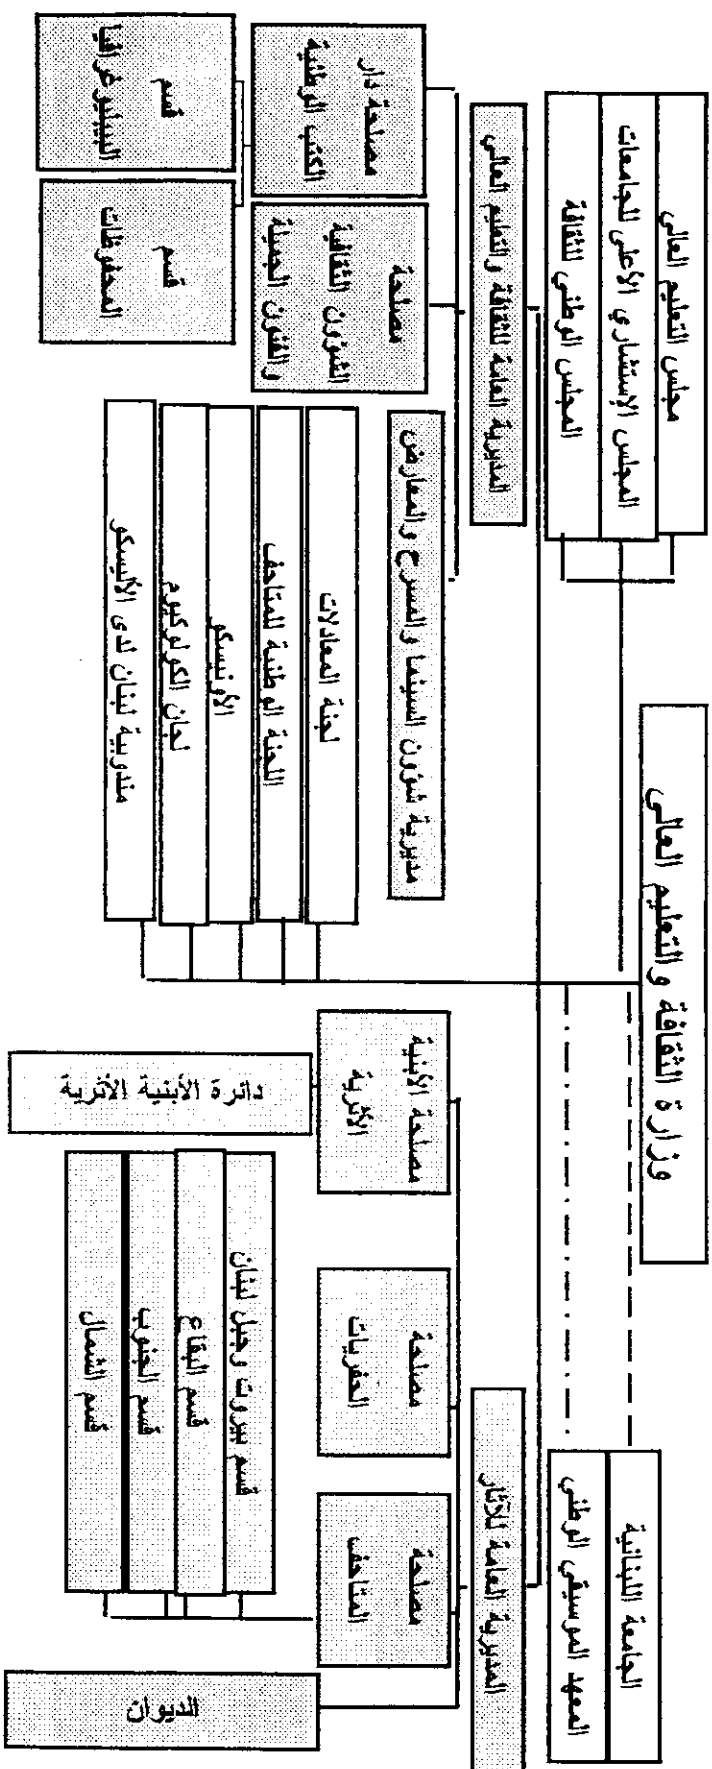 وزارة الثقافة والتعليم العالي
مجلس التعليم العالي
المجلس الإستشاري الأعلى للجامعات
المجلس الوطني للثقافة
الجامعة اللبنانية
المعهد الموسيقي الوطني
المديرية العامة للثقافة والتعليم العالي
المديرية العامة للآثار
مصلحة دار
الكتب الوطنية
مصلحة
الشؤون الثقافية
والفنون الجميلة
مديرية شؤون السينما والمسرح والمعارض
قسم
البيبليوغرافيا
قسم
المحفوظات
لجنة المعادلات
اللجنة الوطنية للمتاحف
الأونيسكو
لجان الكولوكيوم
مندوبية لبنان لدى الأليسكو
مصلحة الأبنية
الأثرية
مصلحة
الحفريات
مصلحة
المتاحف
الديوان
دائرة الأبنية الأثرية
قسم بيروت وجبل لبنان
قسم البقاع
قسم الجنوب
قسم الشمال